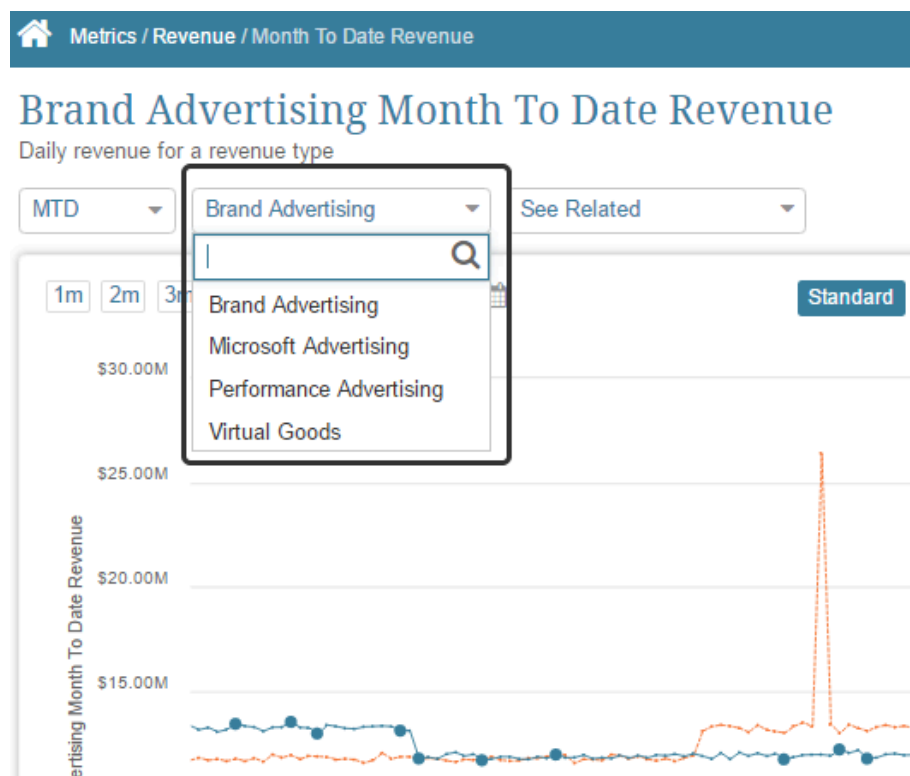 Metrics / Revenue / Month To Date Revenue
Brand Advertising Month To Date Revenue
Daily revenue for a revenue type
MTD
Brand Advertising
See Related
1m 2m
Standard
Brand Advertising
Microsoft Advertising
Performance Advertising
Virtual Goods
$30.00M
$25.00M
$20.00M
$15.00M
Month To Date Revenue